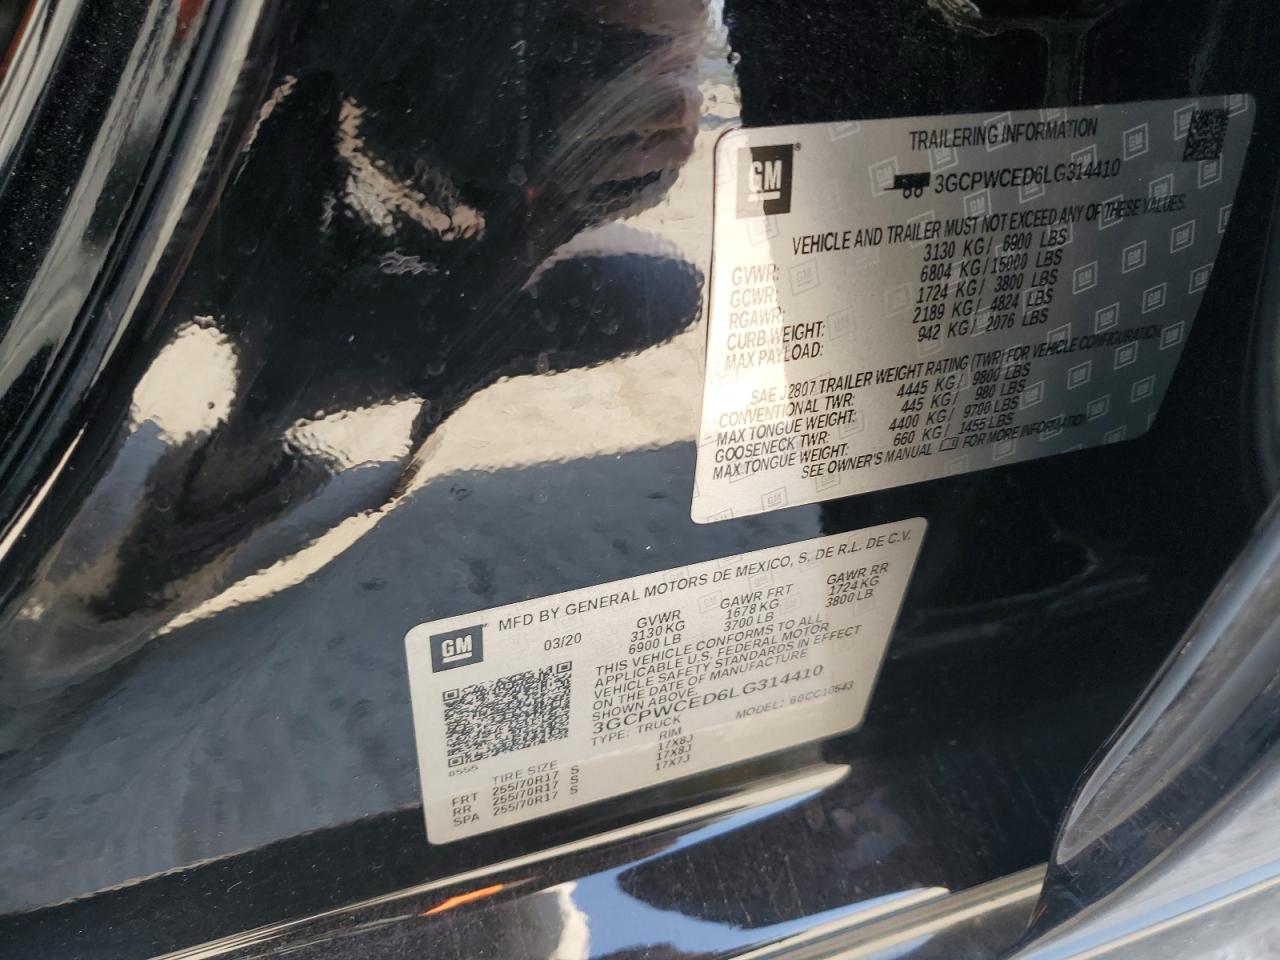 GM®
TRAILERING INFORMATION
3GCPWCED6LG314410
VEHICLE AND TRAILER MUST NOT EXCEED ANY OF THESE VALUES.
GVWR: 3130 KG/ 6900 LBS
GCWR: 6804 KG/15000 LBS
RGAWR: 1724 KG/ 3800 LBS
CURB WEIGHT: 2189 KG/ 4824 LBS
MAX PAYLOAD: 942 KG/ 2076 LBS
SAE J2807 TRAILER WEIGHT RATING (TWR) FOR VEHICLE CONFIGURATION
CONVENTIONAL TWR: 4445 KG/ 9800 LBS
MAX TONGUE WEIGHT: 445 KG/ 980 LBS
GOOSENECK TWR: 4400 KG/ 9700 LBS
MAX TONGUE WEIGHT: 660 KG/ 1455 LBS
SEE OWNER'S MANUAL FOR MORE INFORMATION
GM®
MFD BY GENERAL MOTORS DE MEXICO, S. DE R.L. DE C.V.
03/20 GVWR GAWR FRT GAWR RR
3130 KG 1678 KG 1724 KG
6900 LB 3700 LB 3800 LB
THIS VEHICLE CONFORMS TO ALL
APPLICABLE U.S. FEDERAL MOTOR
VEHICLE SAFETY STANDARDS IN EFFECT
ON THE DATE OF MANUFACTURE
SHOWN ABOVE.
3GCPWCED6LG314410
TYPE: TRUCK MODEL: 60CC10543
8555
TIRE SIZE RIM
FRT 255/70R17 S 17X8J
RR 255/70R17 S 17X8J
SPA 255/70R17 S 17X7J